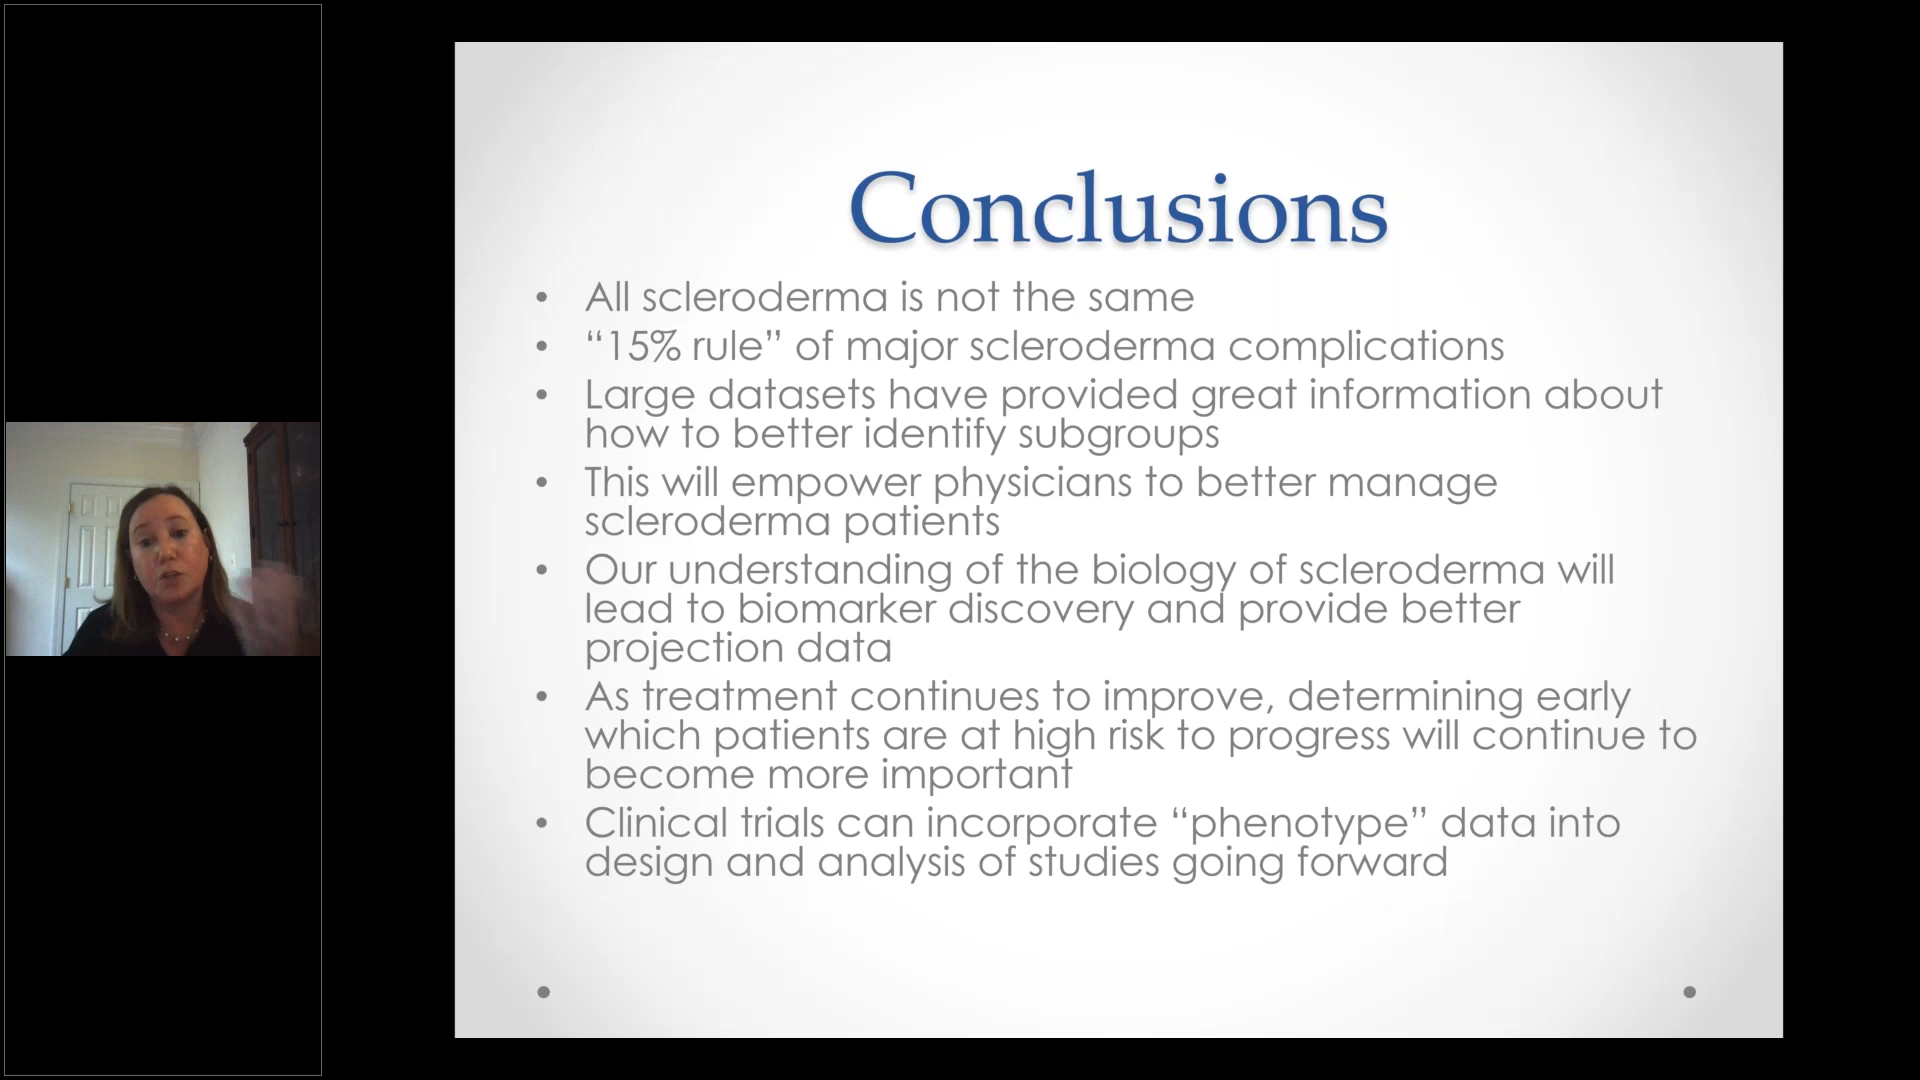 Conclusions
• All scleroderma is not the same
• “15% rule” of major scleroderma complications
• Large datasets have provided great information about
how to better identify subgroups
• This will empower physicians to better manage
scleroderma patients
• Our understanding of the biology of scleroderma will
lead to biomarker discovery and provide better
projection data
• As treatment continues to improve, determining early
which patients are at high risk to progress will continue to
become more important
• Clinical trials can incorporate “phenotype” data into
design and analysis of studies going forward